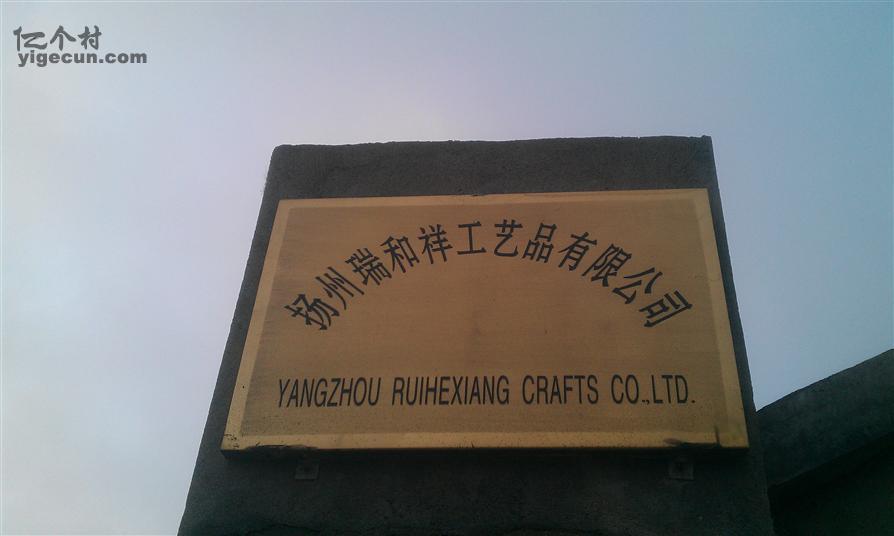 亿个村
yigecun.com
扬州瑞和祥工艺品有限公司
YANGZHOU RUIHEXIANG CRAFTS CO.,LTD.